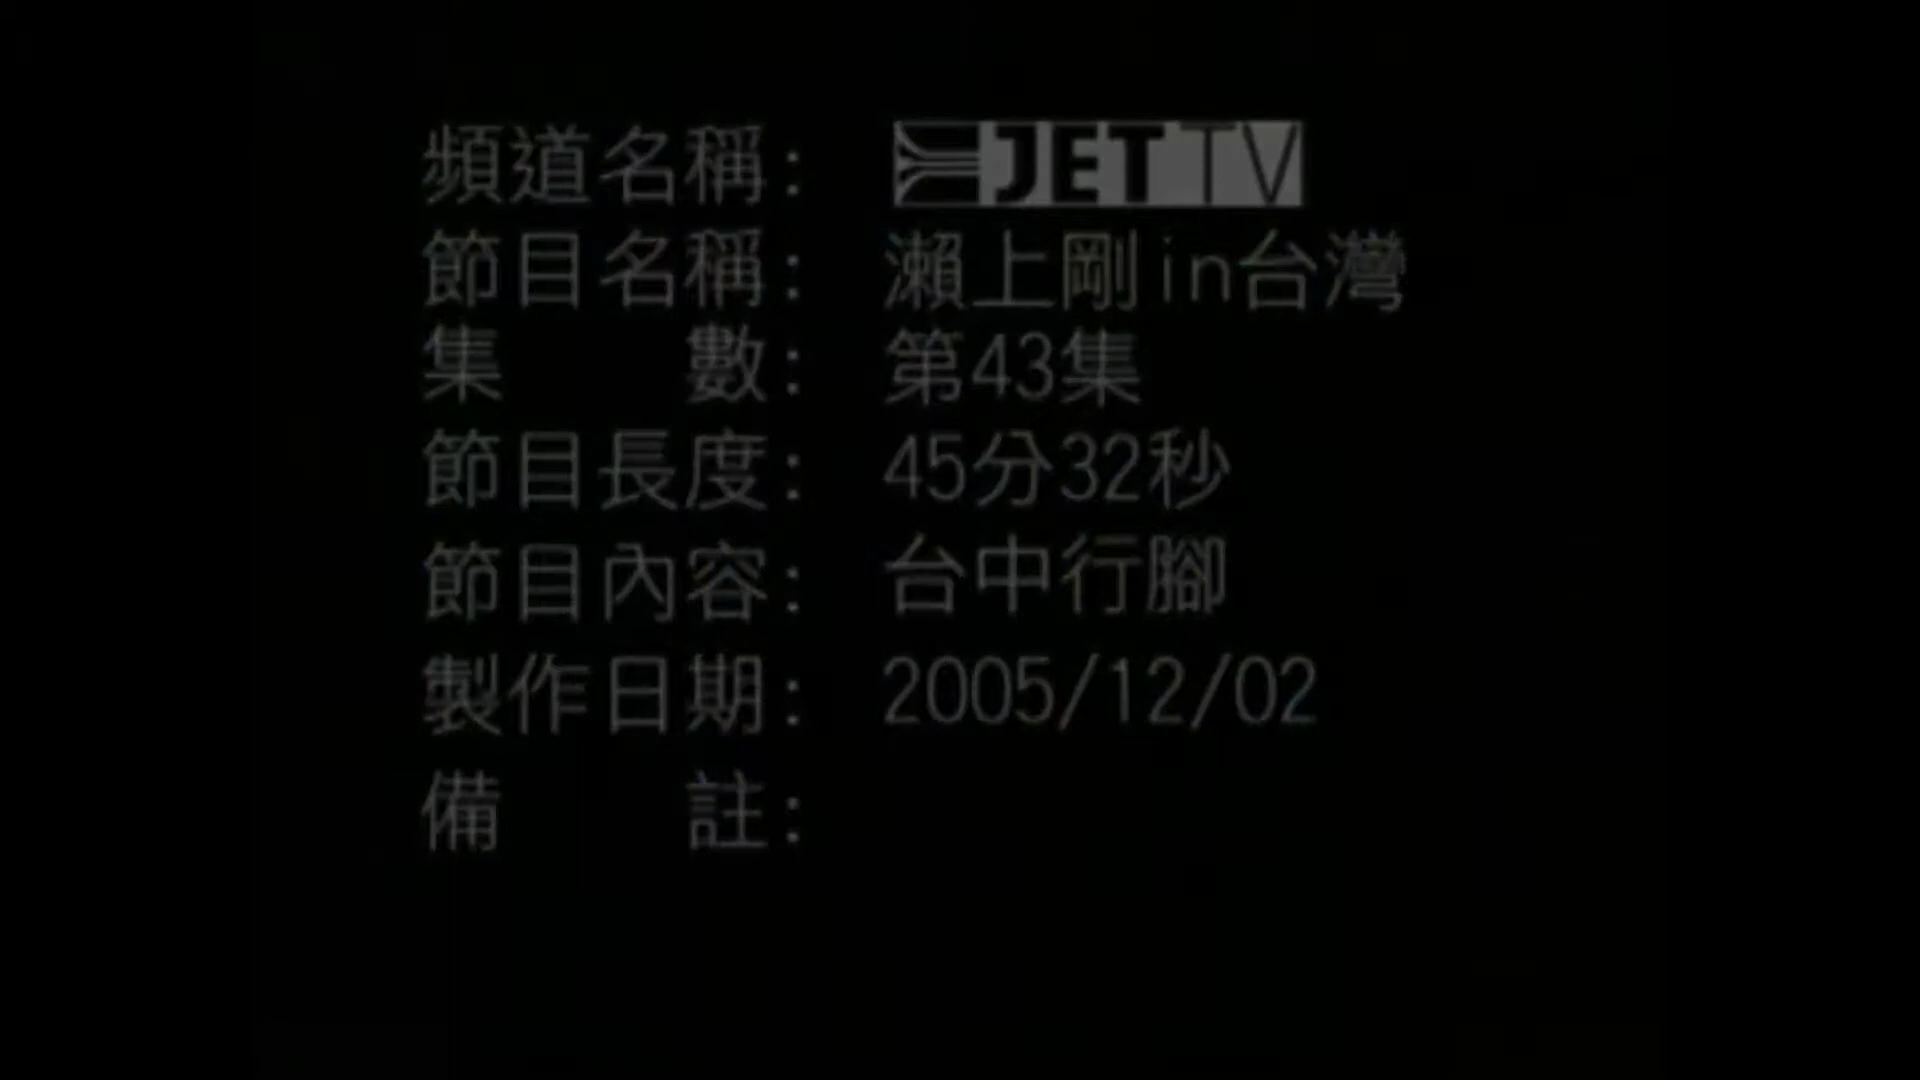 頻道名稱: JET TV
節目名稱: 瀨上剛in台灣
集 數: 第43集
節目長度: 45分32秒
節目內容: 台中行腳
製作日期: 2005/12/02
備 註: